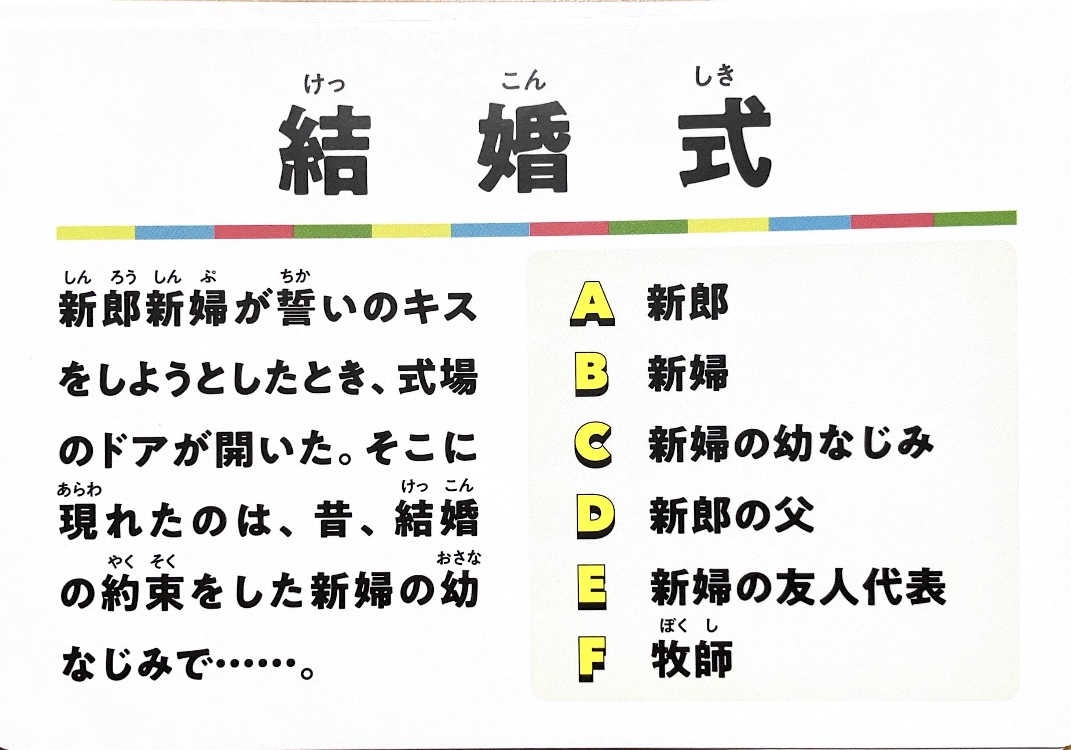 けっ こん しき
結婚式
しん ろう しん ぷ ちか
新郎新婦が誓いのキス
をしようとしたとき、式場
のドアが開いた。そこに
あらわ けっ こん
現れたのは、昔、結婚
やく そく おさな
の約束をした新婦の幼
なじみで……。
A 新郎
B 新婦
C 新婦の幼なじみ
D 新郎の父
E 新婦の友人代表
ぼく し
F 牧師